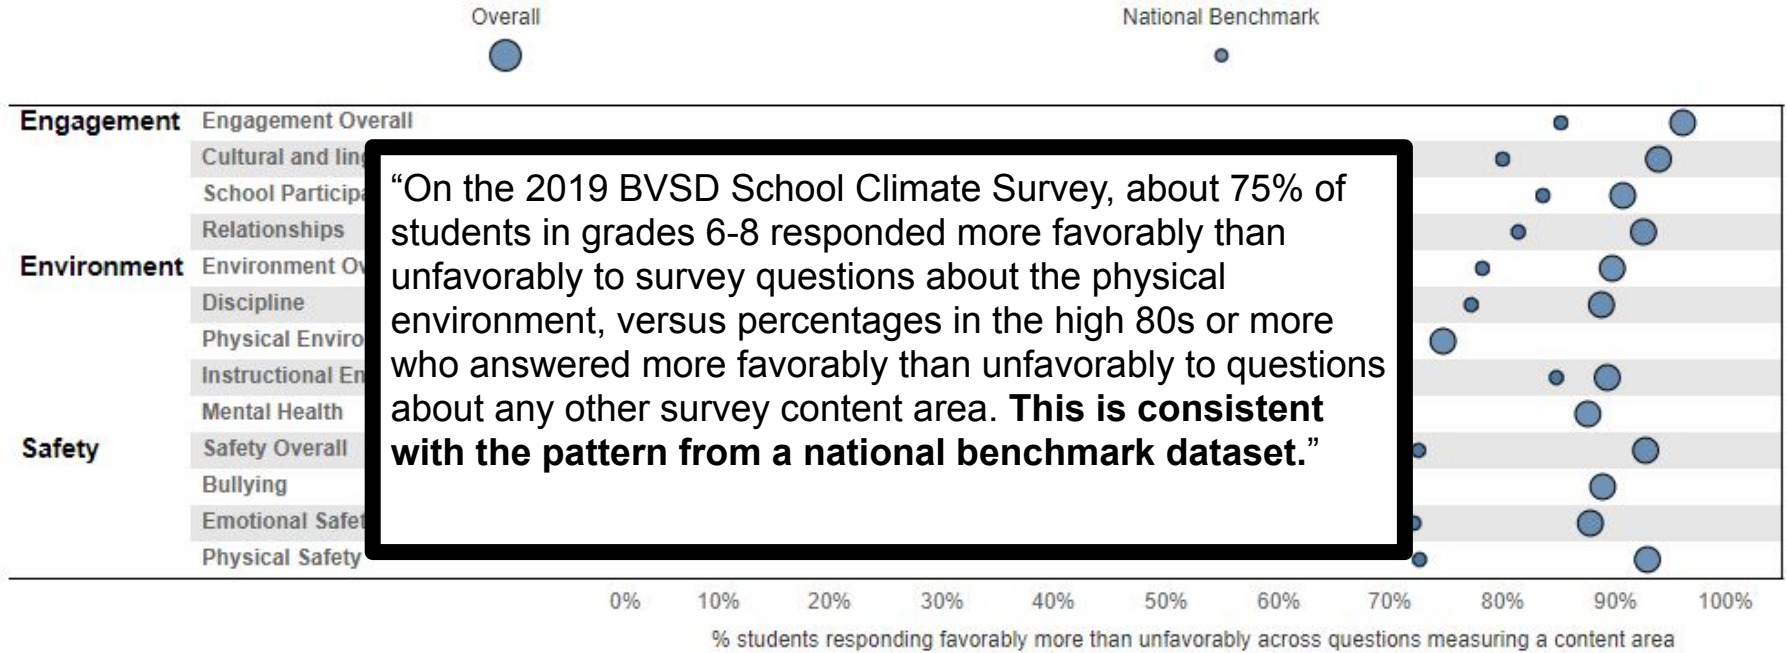 Overall
National Benchmark
Engagement Engagement Overall
Cultural and
School
Relationships
Environment Environment
Discipline
Physical
Instructional
Mental Health
Safety Safety Overall
Bullying
Emotional
Physical Safety
“On the 2019 BVSD School Climate Survey, about 75% of
students in grades 6-8 responded more favorably than
unfavorably to survey questions about the physical
environment, versus percentages in the high 80s or more
who answered more favorably than unfavorably to questions
about any other survey content area. This is consistent
with the pattern from a national benchmark dataset.”
0% 10% 20% 30% 40% 50% 60% 70% 80% 90% 100%
% students responding favorably more than unfavorably across questions measuring a content area